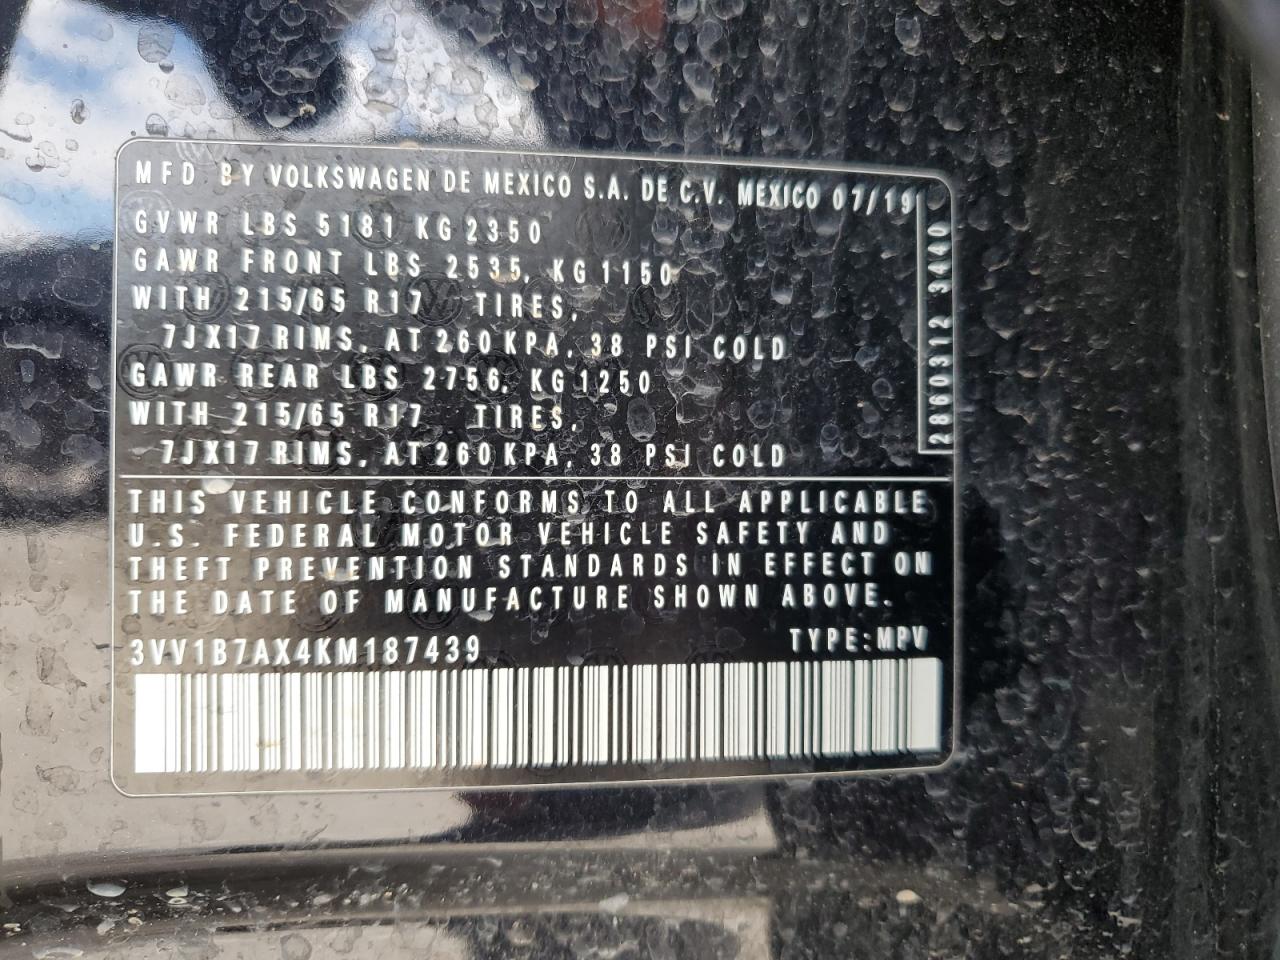 MFD BY VOLKSWAGEN DE MEXICO S.A. DE C.V. MEXICO 07/19
GVWR LBS 5181 KG 2350
GAWR FRONT LBS 2535, KG 1150
WITH 215/65 R17 TIRES,
7JX17 RIMS, AT 260 KPA, 38 PSI COLD
GAWR REAR LBS 2756, KG 1250
WITH 215/65 R17 TIRES,
7JX17 RIMS, AT 260 KPA, 38 PSI COLD
2860312 3440
THIS VEHICLE CONFORMS TO ALL APPLICABLE
U.S. FEDERAL MOTOR VEHICLE SAFETY AND
THEFT PREVENTION STANDARDS IN EFFECT ON
THE DATE OF MANUFACTURE SHOWN ABOVE.
3VV1B7AX4KM187439 TYPE:MPV